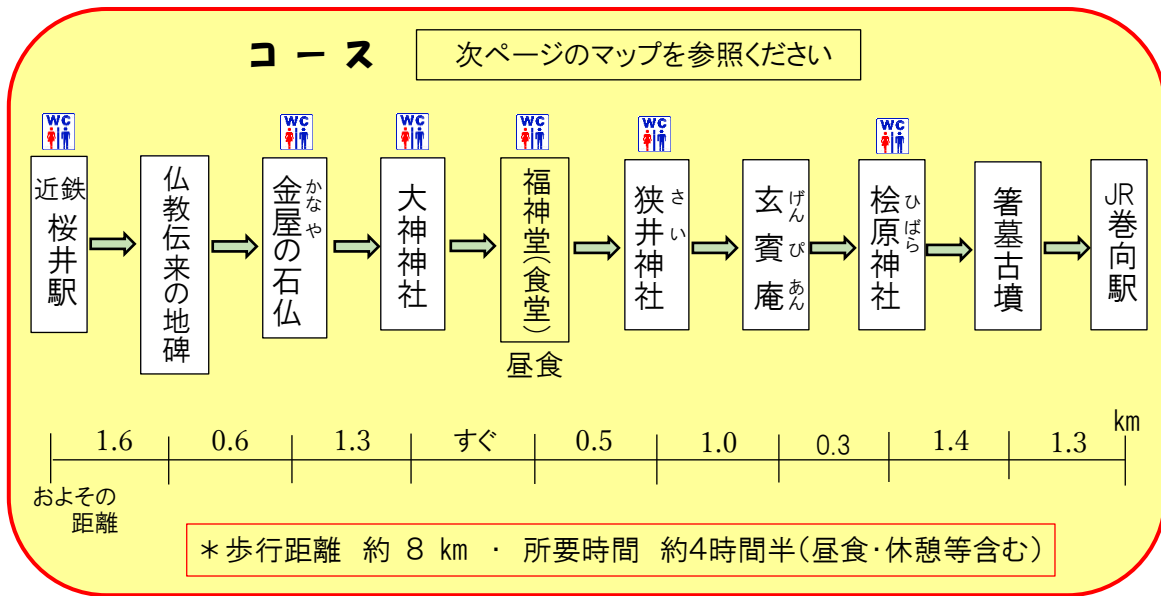 コース
次ページのマップを参照ください
WC
WC
WC
WC
WC
WC
近鉄
桜井駅
仏教伝来の地碑
金屋の石仏
かなや
大神神社
福神堂(食堂)
昼食
狭井神社
さい
玄賓庵
げんぴあん
桧原神社
ひばら
箸墓古墳
JR巻向駅
1.6
0.6
1.3
すぐ
0.5
1.0
0.3
1.4
1.3
km
およその
距離
*歩行距離 約 8 km ・ 所要時間 約4時間半(昼食・休憩等含む)